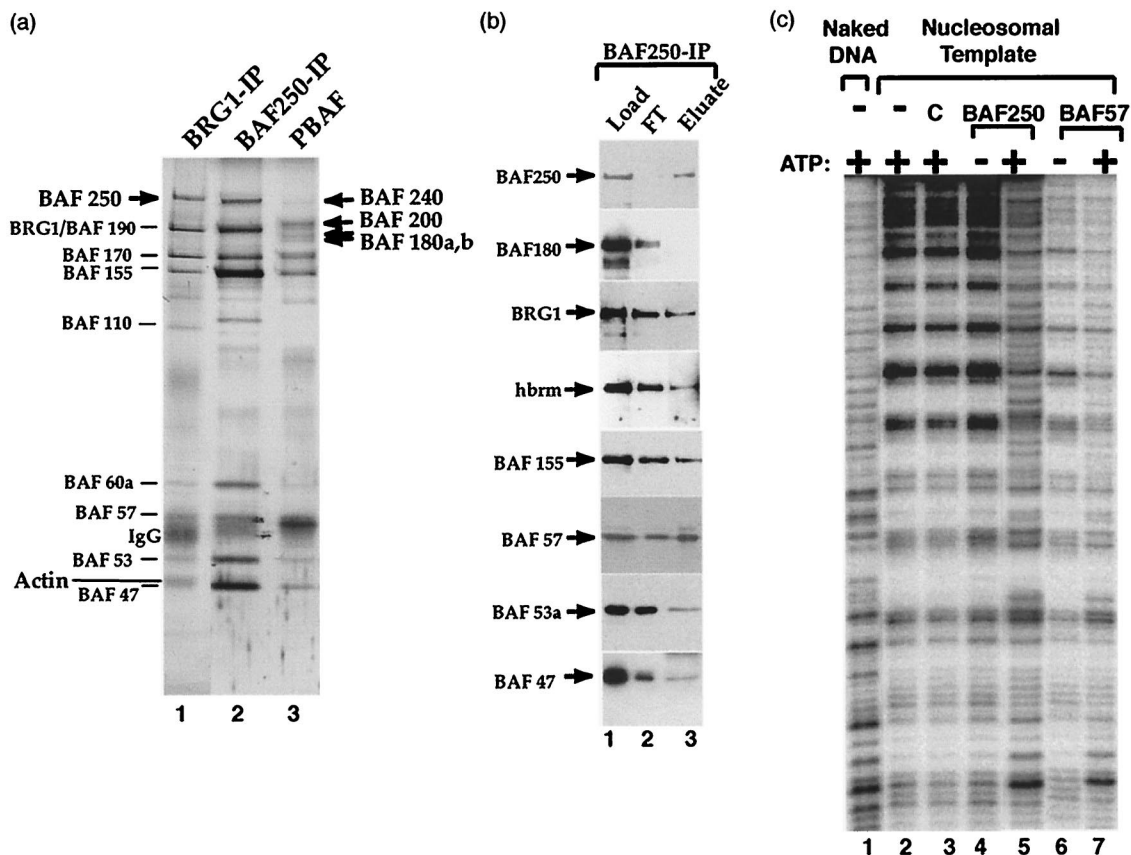 (a)
BRG1-IP
BAF250-IP
PBAF
BAF 250
BRG1/BAF 190
BAF 170
BAF 155
BAF 110
BAF 60a
BAF 57
IgG
BAF 53
Actin
BAF 47
BAF 240
BAF 200
BAF 180a,b
1 2 3
(b)
BAF250-IP
Load
FT
Eluate
BAF250
BAF180
BRG1
hbrm
BAF 155
BAF 57
BAF 53a
BAF 47
1 2 3
(c)
Naked DNA
Nucleosomal Template
- - C BAF250 BAF57
ATP: + + + - + - +
1 2 3 4 5 6 7